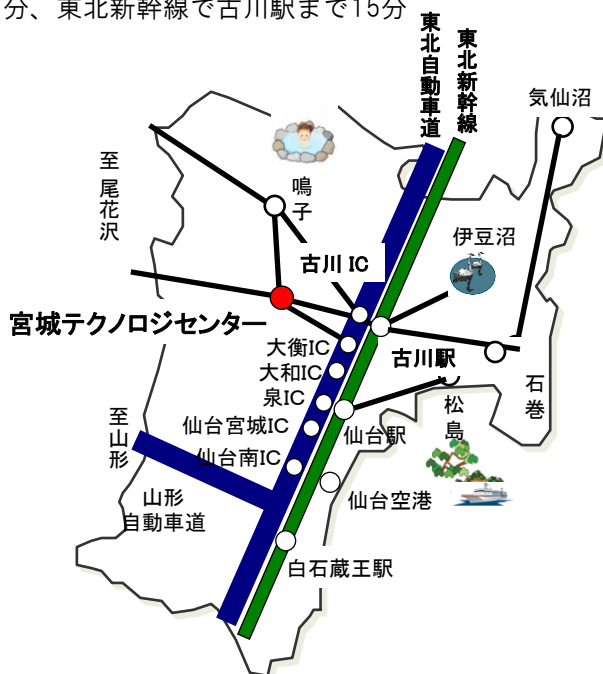 分、東北新幹線で古川駅まで15分
東北自動車道
東北新幹線
気仙沼
至 尾花沢
鳴子
伊豆沼
古川 IC
宮城テクノロジセンター
大衡IC
古川駅
大和IC
泉IC
石巻
松島
至山形
仙台宮城IC
仙台駅
仙台南IC
山形
自動車道
仙台空港
白石蔵王駅